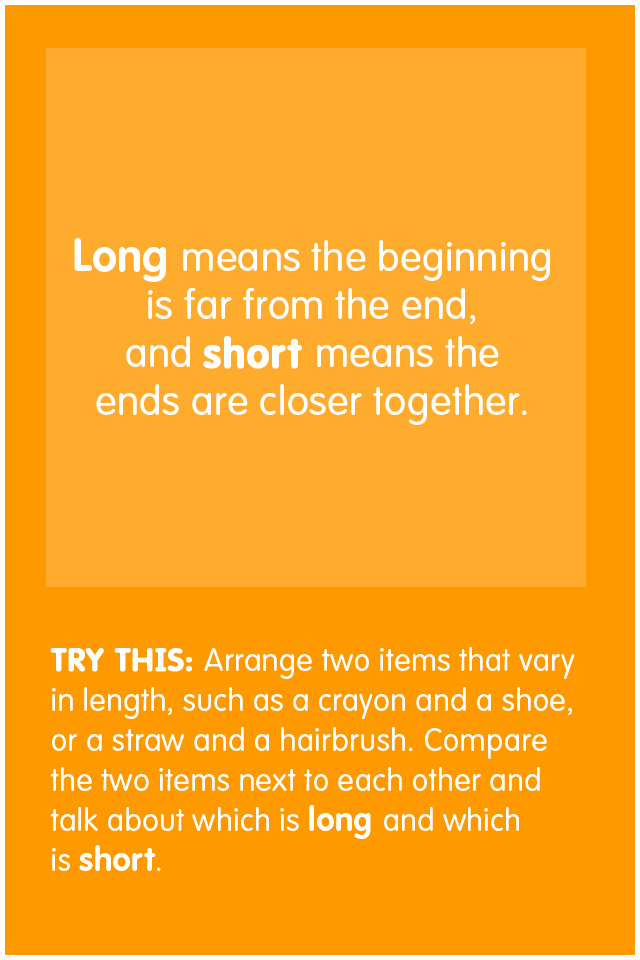 Long means the beginning
is far from the end,
and short means the
ends are closer together.
TRY THIS: Arrange two items that vary
in length, such as a crayon and a shoe,
or a straw and a hairbrush. Compare
the two items next to each other and
talk about which is long and which
is short.